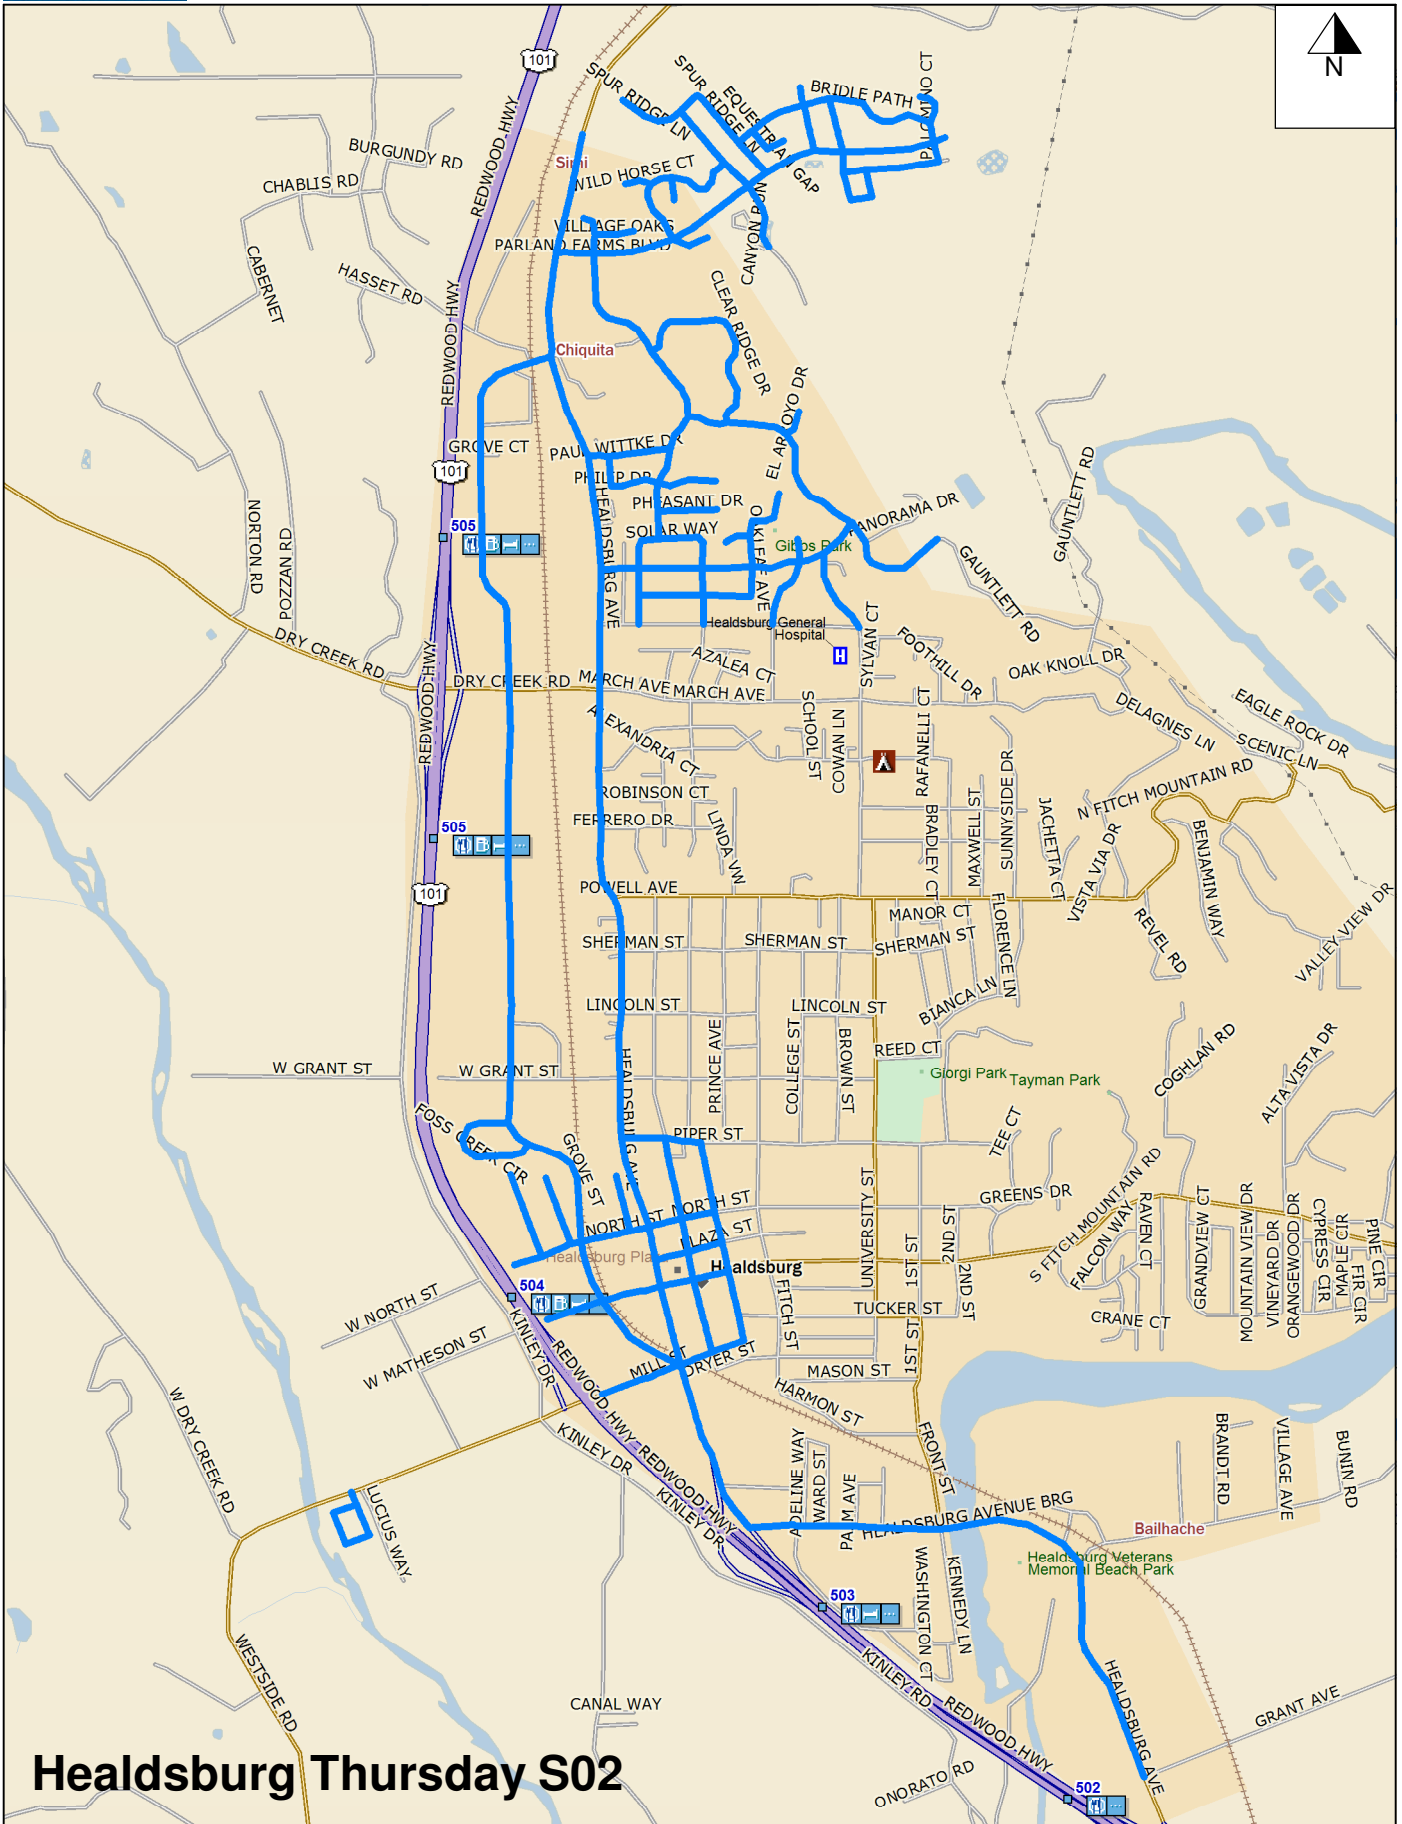 N
101
REDWOOD HWY
SPUR RIDGE LN
SPUR RIDGE LN
EQUESTRIAN GAP
BRIDLE PATH
PALOMINO CT
BURGUNDY RD
CHABLIS RD
Simi
WILD HORSE CT
VILLAGE OAKS
PARLAND FARMS BLVD
CANYON RUN
CABERNET
HASSET RD
REDWOOD HWY
CLEAR RIDGE DR
Chiquita
EL ARROYO DR
GROVE CT
PAUL WITTKE DR
101
PHILIP DR
PHEASANT DR
SOLAR WAY
HEALDSBURG AVE
OAKLEAF AVE
PANORAMA DR
Gibbs Park
GAUNTLETT RD
GAUNTLETT RD
NORTON RD
POZZAN RD
505
Healdsburg General
Hospital
H
SYLVAN CT
FOOTHILL DR
OAK KNOLL DR
DRY CREEK RD
DRY CREEK RD
REDWOOD HWY
AZALEA CT
MARCH AVE
MARCH AVE
DELAGNES LN
EAGLE ROCK DR
SCENIC LN
ALEXANDRIA CT
SCHOOL ST
COWAN LN
RAFANELLI CT
SUNNYSIDE DR
N FITCH MOUNTAIN RD
ROBINSON CT
FERRERO DR
LINDA VW
BRADLEY CT
MAXWELL ST
JACHETTA CT
VISTA VIA DR
BENJAMIN WAY
505
101
POWELL AVE
MANOR CT
SHERMAN ST
SHERMAN ST
SHERMAN ST
FLORENCE LN
REVEL RD
VALLEY VIEW DR
LINCOLN ST
LINCOLN ST
BIANCA LN
W GRANT ST
W GRANT ST
HEALDSBURG AVE
PRINCE AVE
COLLEGE ST
BROWN ST
REED CT
Giorgi Park
Tayman Park
COGHLAN RD
ALTA VISTA DR
FOSS CREEK CIR
GROVE ST
PIPER ST
TEE CT
NORTH ST
NORTH ST
PLAZA ST
UNIVERSITY ST
GREENS DR
S FITCH MOUNTAIN RD
FALCON WAY
RAVEN CT
GRANDVIEW CT
MOUNTAIN VIEW DR
VINEYARD DR
ORANGEWOOD DR
CYPRESS CIR
MAPLE CIR
FIR CIR
PINE CIR
Healdsburg Plaza
Healdsburg
1ST ST
2ND ST
2ND ST
504
W NORTH ST
W MATHESON ST
KINLEY DR
REDWOOD HWY
MILL ST
DRYER ST
FITCH ST
TUCKER ST
1ST ST
CRANE CT
MASON ST
HARMON ST
W DRY CREEK RD
KINLEY DR
REDWOOD HWY
KINLEY DR
FRONT ST
ADELINE WAY
WARD ST
PALM AVE
HEALDSBURG AVENUE BRG
BRANDT RD
VILLAGE AVE
BUNIN RD
Bailhache
LUCIUS WAY
Healdsburg Veterans
Memorial Beach Park
WASHINGTON CT
KENNEDY LN
503
WESTSIDE RD
KINLEY RD
REDWOOD HWY
HEALDSBURG AVE
GRANT AVE
CANAL WAY
ONORATO RD
502
Healdsburg Thursday S02